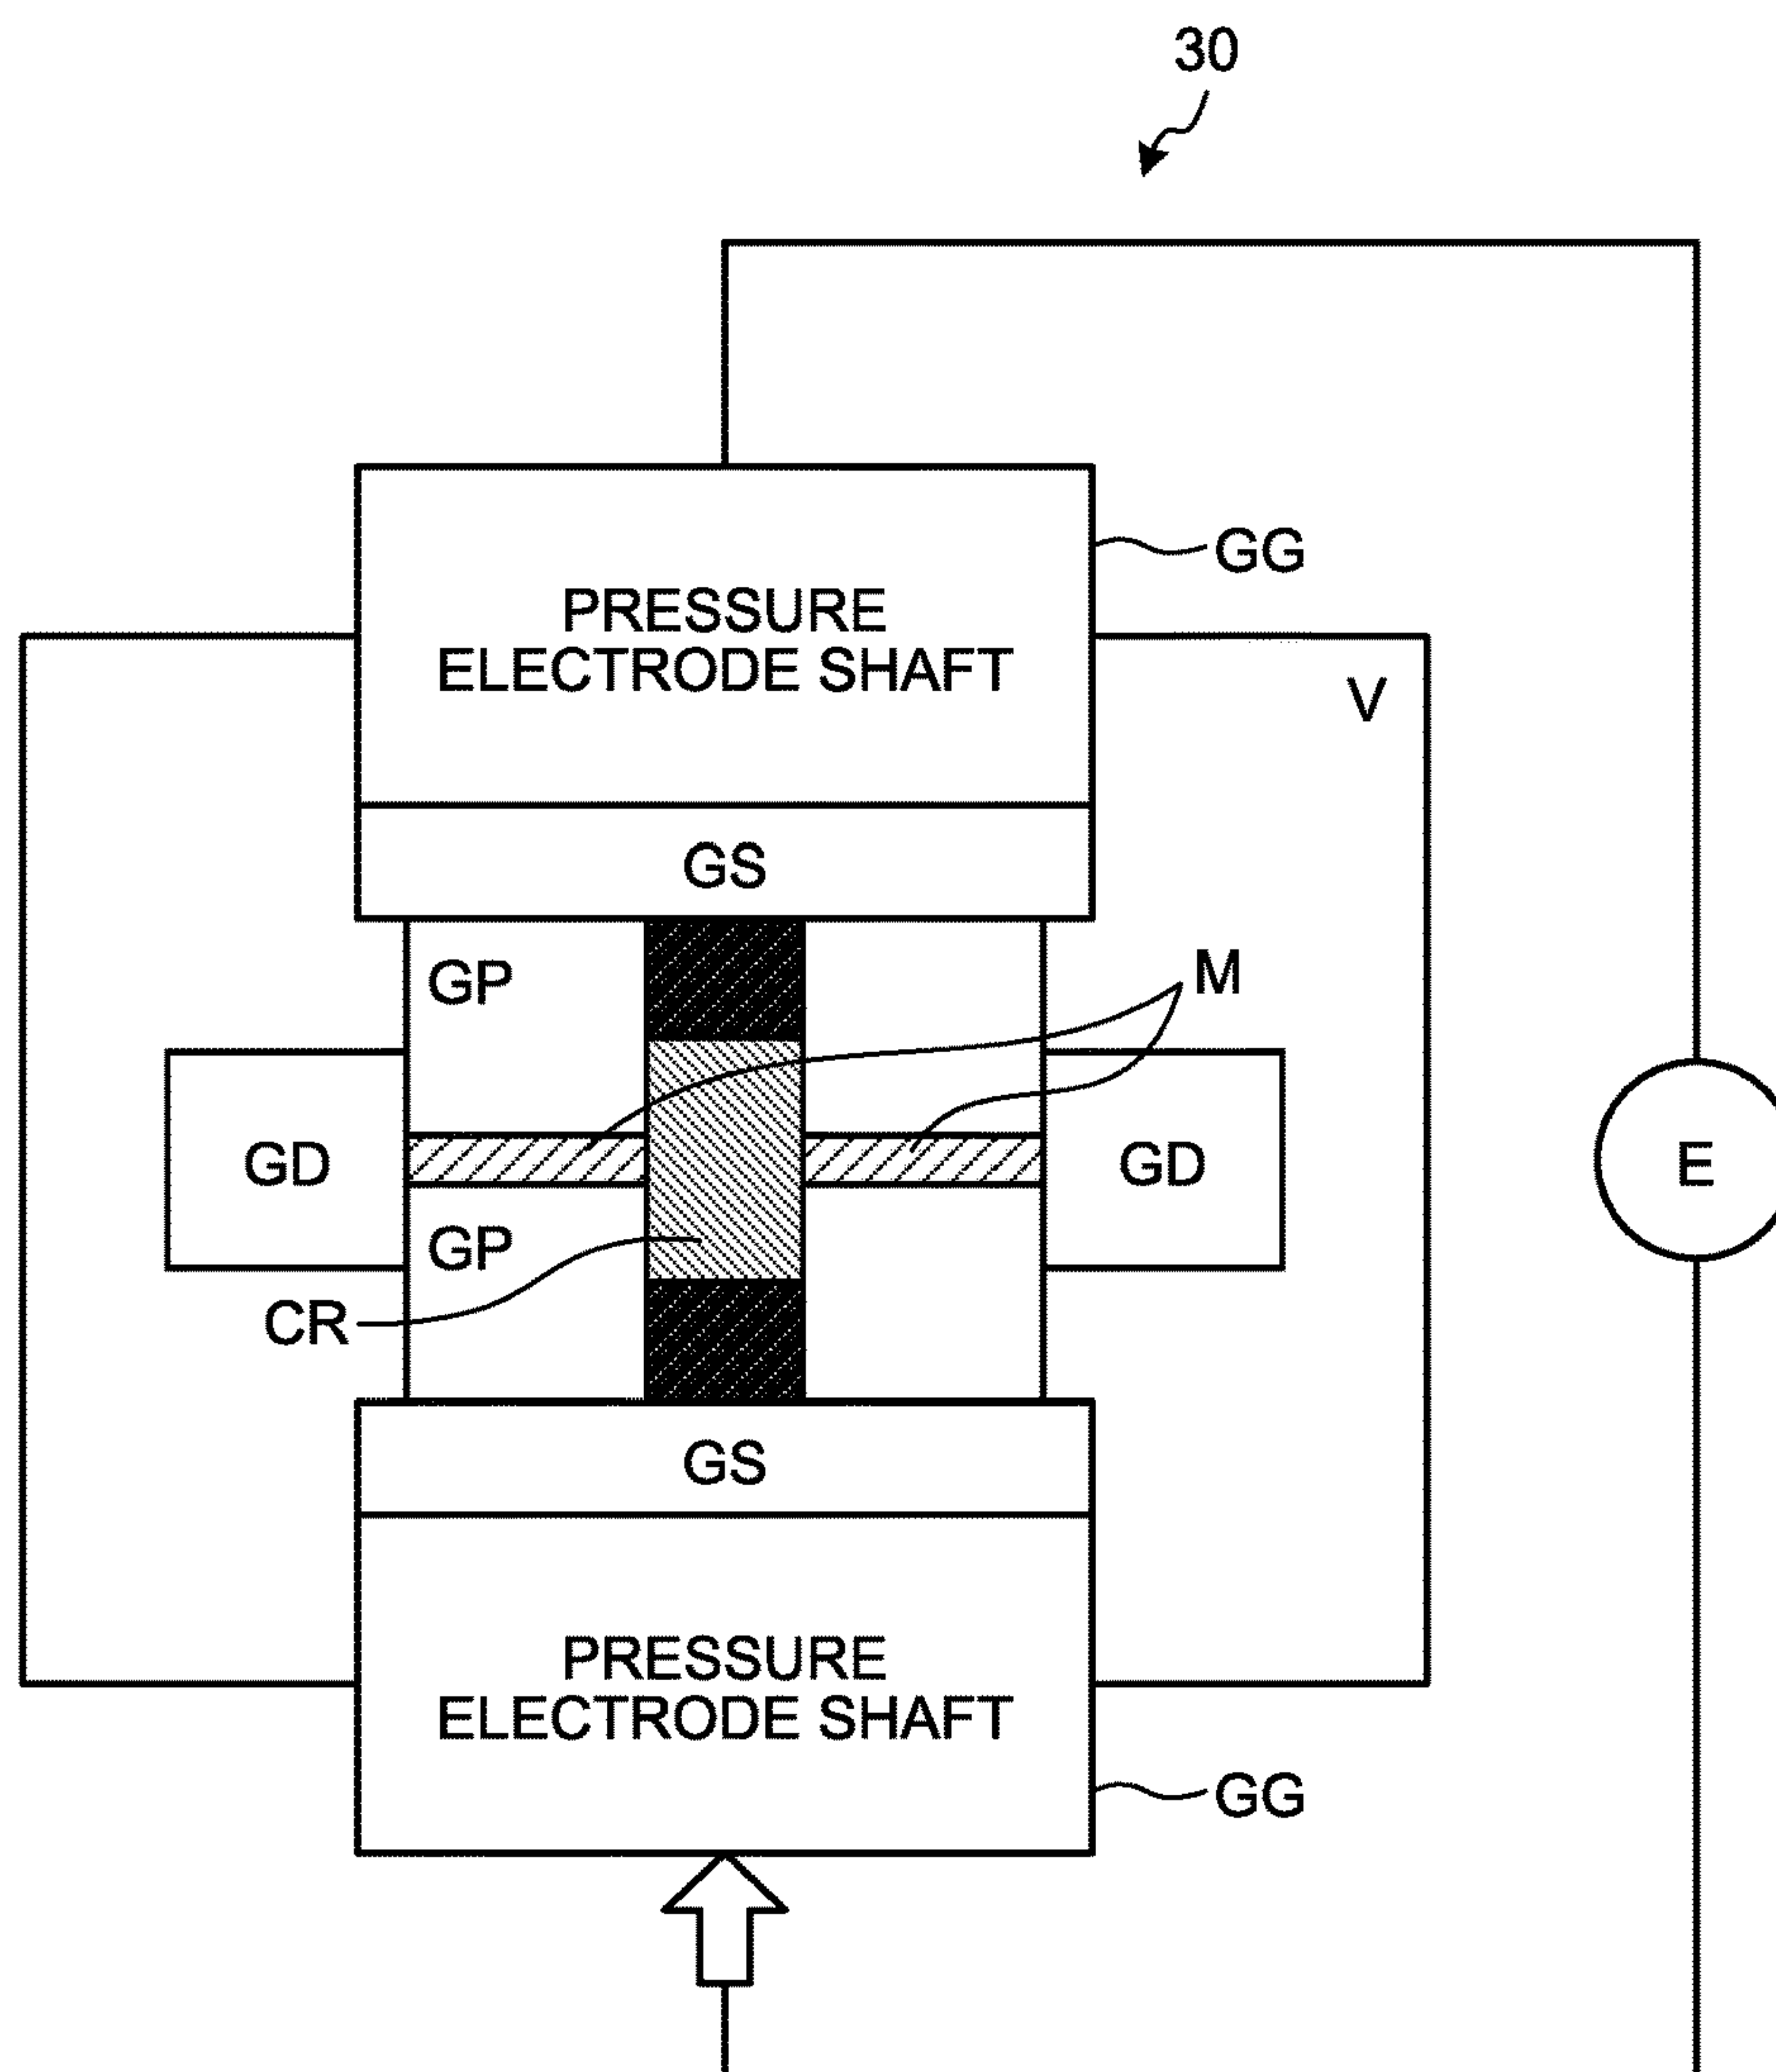 30
PRESSURE
ELECTRODE SHAFT
GG
V
GS
GP
M
GD
GD
E
GP
CR
GS
PRESSURE
ELECTRODE SHAFT
GG